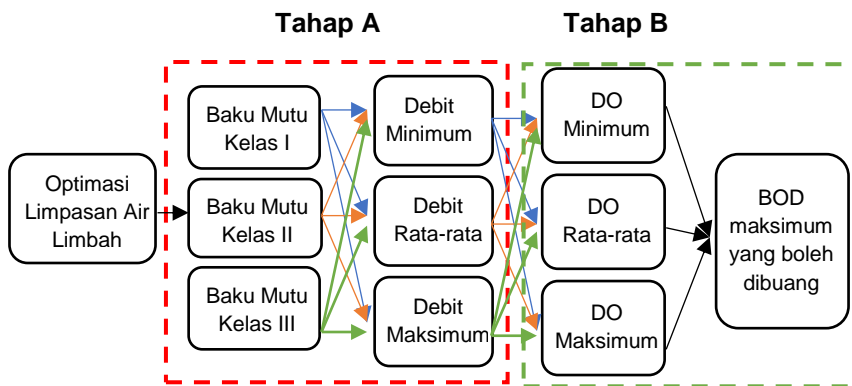 Tahap A
Tahap B
Optimasi
Limpasan Air
Limbah
Baku Mutu
Kelas I
Baku Mutu
Kelas II
Baku Mutu
Kelas III
Debit
Minimum
Debit
Rata-rata
Debit
Maksimum
DO
Minimum
DO
Rata-rata
DO
Maksimum
BOD
maksimum
yang boleh
dibuang